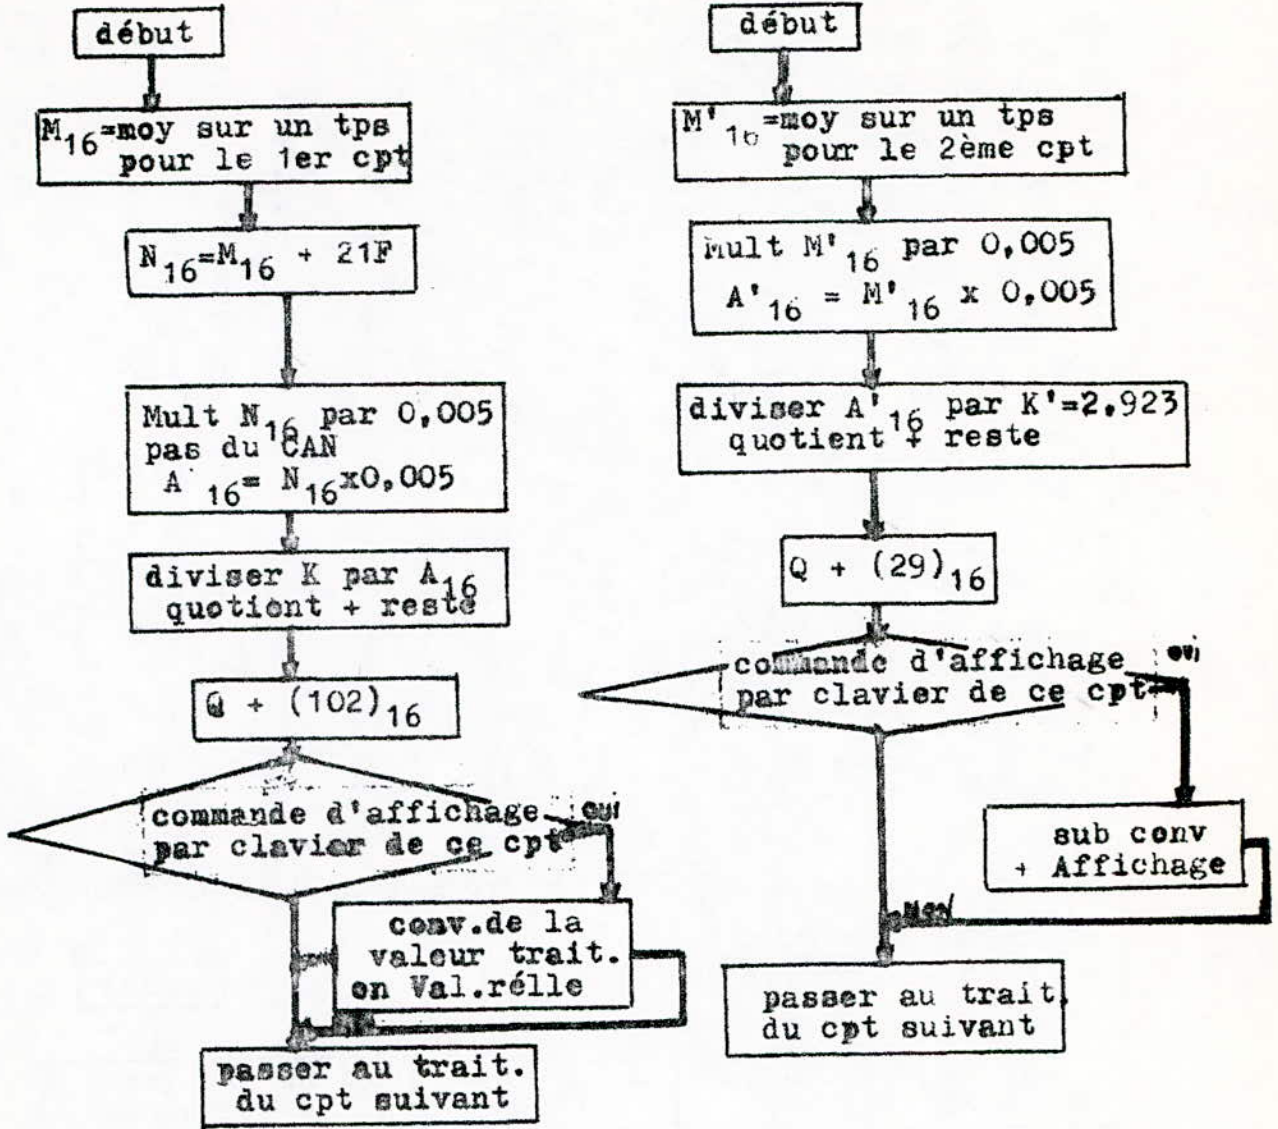 début
M16=moy sur un tps
pour le 1er cpt
N16=M16 + 21F
Mult N16 par 0,005
pas du CAN
A 16= N16x0,005
diviser K par A16
quotient + reste
Q + (102)16
commande d'affichage
par clavier de ce cpt
oui
conv.de la
valeur trait.
en Val.rélle
passer au trait.
du cpt suivant
début
M'16=moy sur un tps
pour le 2ème cpt
Mult M'16 par 0,005
A'16 = M'16 x 0,005
diviser A'16 par K'=2.923
quotient + reste
Q + (29)16
commande d'affichage
par clavier de ce cpt
oui
sub conv
+ Affichage
Non
passer au trait.
du cpt suivant